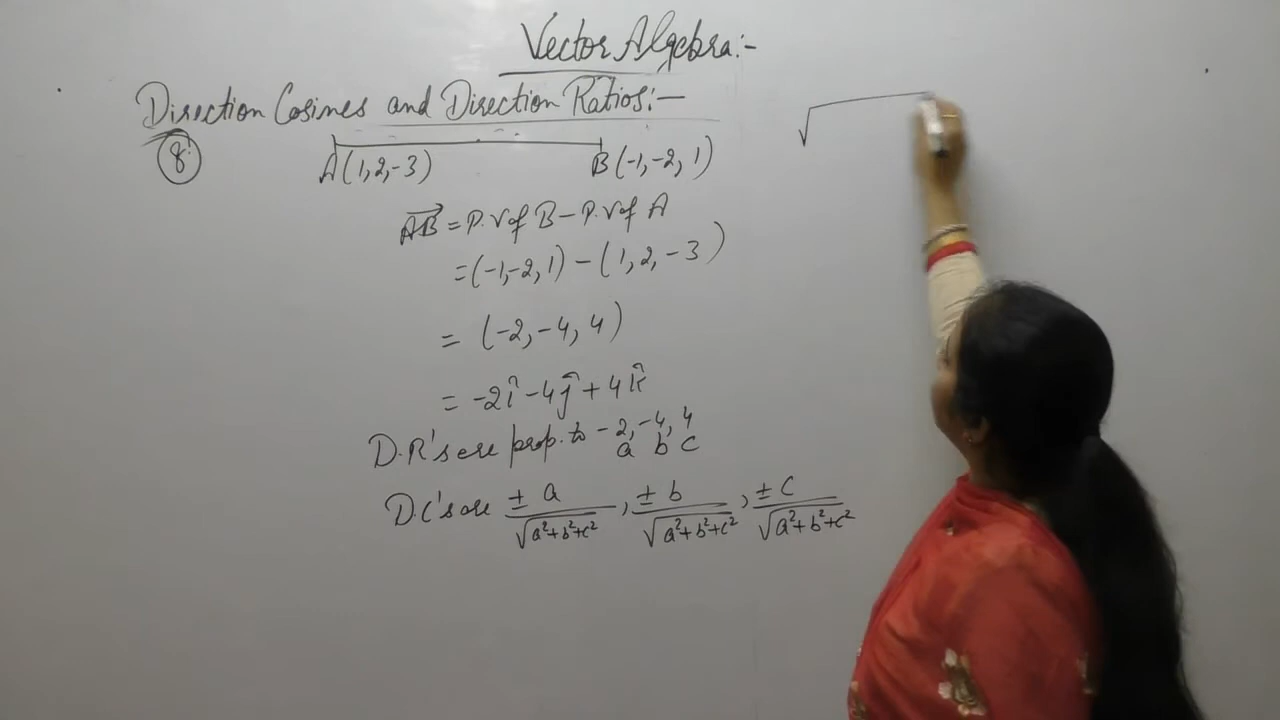 Vector Algebra:-
Direction Cosines and Direction Ratios:-
8. A(1,2,-3) B(-1,-2,1)
AB = P.V of B - P.V of A
=(-1,-2,1) - (1,2,-3)
= (-2,-4,4)
= -2î-4ĵ+4k̂
D.R's are prop. to -2,-4,4
a b c
DC's are ± a/√a²+b²+c², ± b/√a²+b²+c², ± c/√a²+b²+c²
√